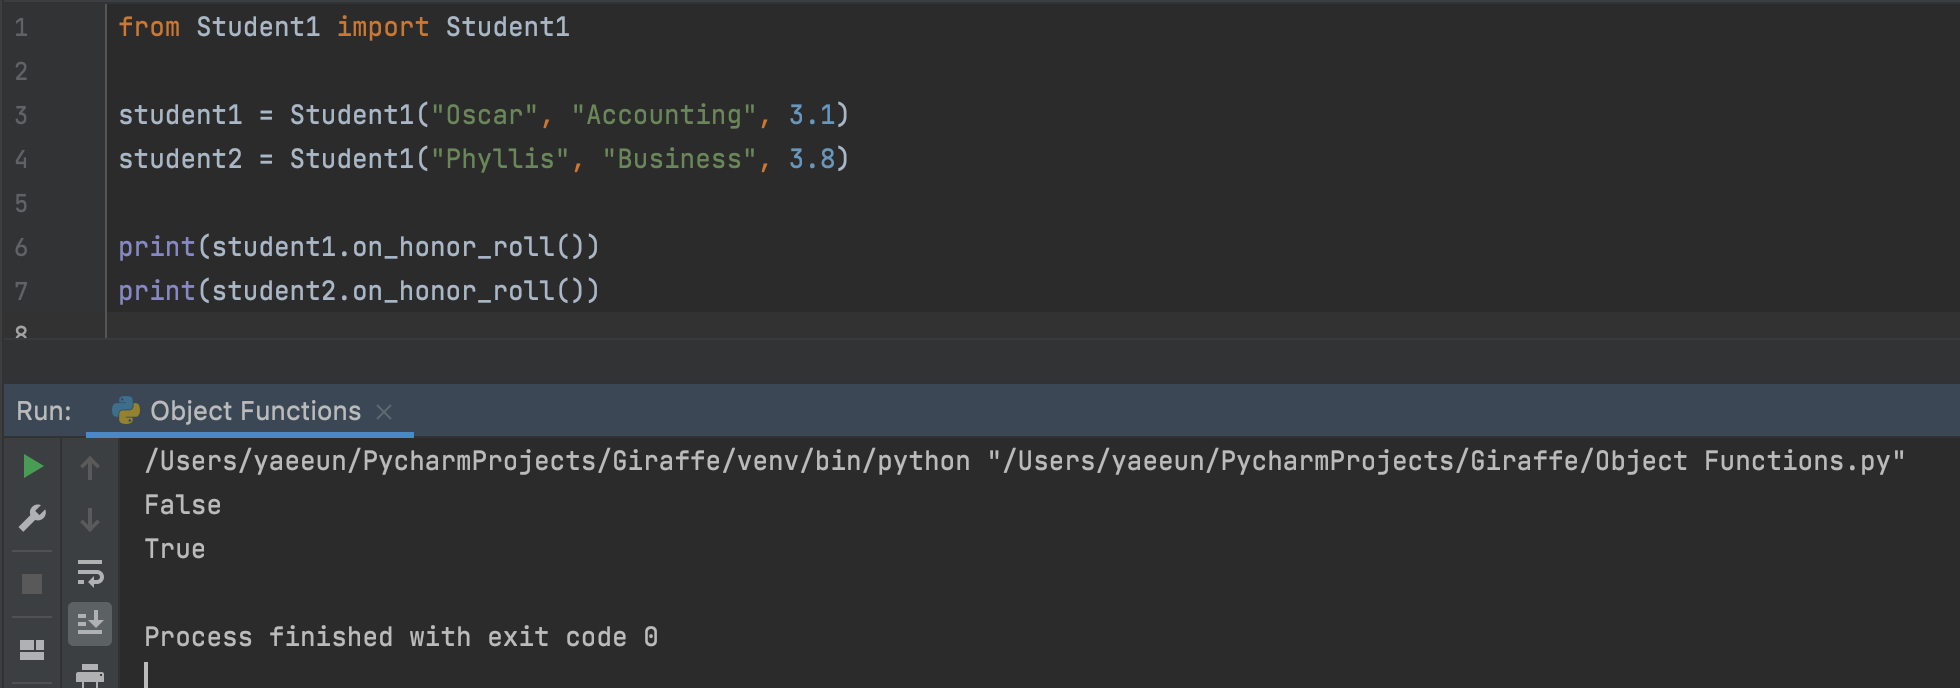 1 from Student1 import Student1
2
3 student1 = Student1("Oscar", "Accounting", 3.1)
4 student2 = Student1("Phyllis", "Business", 3.8)
5
6 print(student1.on_honor_roll())
7 print(student2.on_honor_roll())
8
Run: Object Functions
/Users/yaeeun/PycharmProjects/Giraffe/venv/bin/python "/Users/yaeeun/PycharmProjects/Giraffe/Object Functions.py"
False
True
Process finished with exit code 0